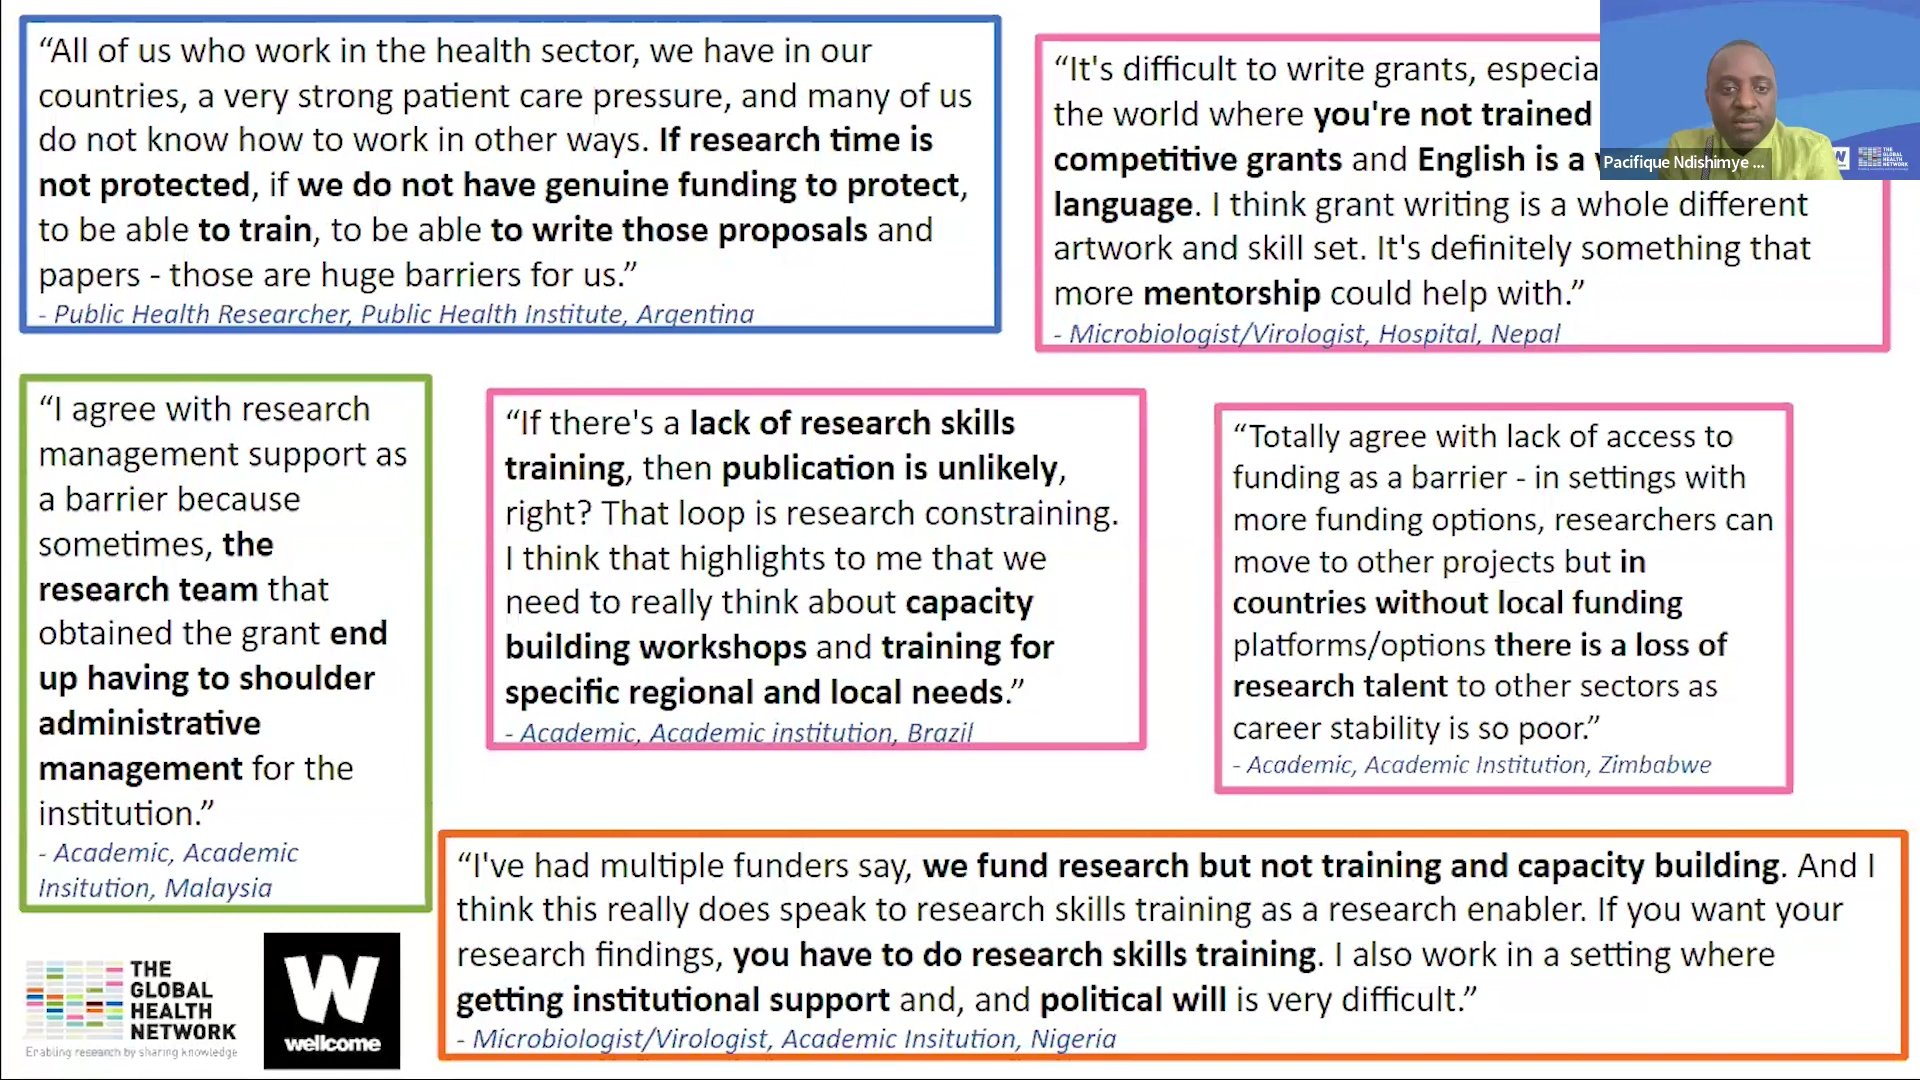 “All of us who work in the health sector, we have in our
countries, a very strong patient care pressure, and many of us
do not know how to work in other ways. If research time is
not protected, if we do not have genuine funding to protect,
to be able to train, to be able to write those proposals and
papers - those are huge barriers for us.”
- Public Health Researcher, Public Health Institute, Argentina
“It's difficult to write grants, especia
the world where you're not trained
competitive grants and English is a
language. I think grant writing is a whole different
artwork and skill set. It's definitely something that
more mentorship could help with.”
- Microbiologist/Virologist, Hospital, Nepal
Pacifique Ndishimye ...
THE
GLOBAL
HEALTH
NETWORK
“I agree with research
management support as
a barrier because
sometimes, the
research team that
obtained the grant end
up having to shoulder
administrative
management for the
institution.”
- Academic, Academic
Insitution, Malaysia
“If there's a lack of research skills
training, then publication is unlikely,
right? That loop is research constraining.
I think that highlights to me that we
need to really think about capacity
building workshops and training for
specific regional and local needs.”
- Academic, Academic institution, Brazil
“Totally agree with lack of access to
funding as a barrier - in settings with
more funding options, researchers can
move to other projects but in
countries without local funding
platforms/options there is a loss of
research talent to other sectors as
career stability is so poor.”
- Academic, Academic Institution, Zimbabwe
“I've had multiple funders say, we fund research but not training and capacity building. And I
think this really does speak to research skills training as a research enabler. If you want your
research findings, you have to do research skills training. I also work in a setting where
getting institutional support and, and political will is very difficult.”
- Microbiologist/Virologist, Academic Insitution, Nigeria
THE
GLOBAL
HEALTH
NETWORK
Enabling research by sharing knowledge
W
wellcome